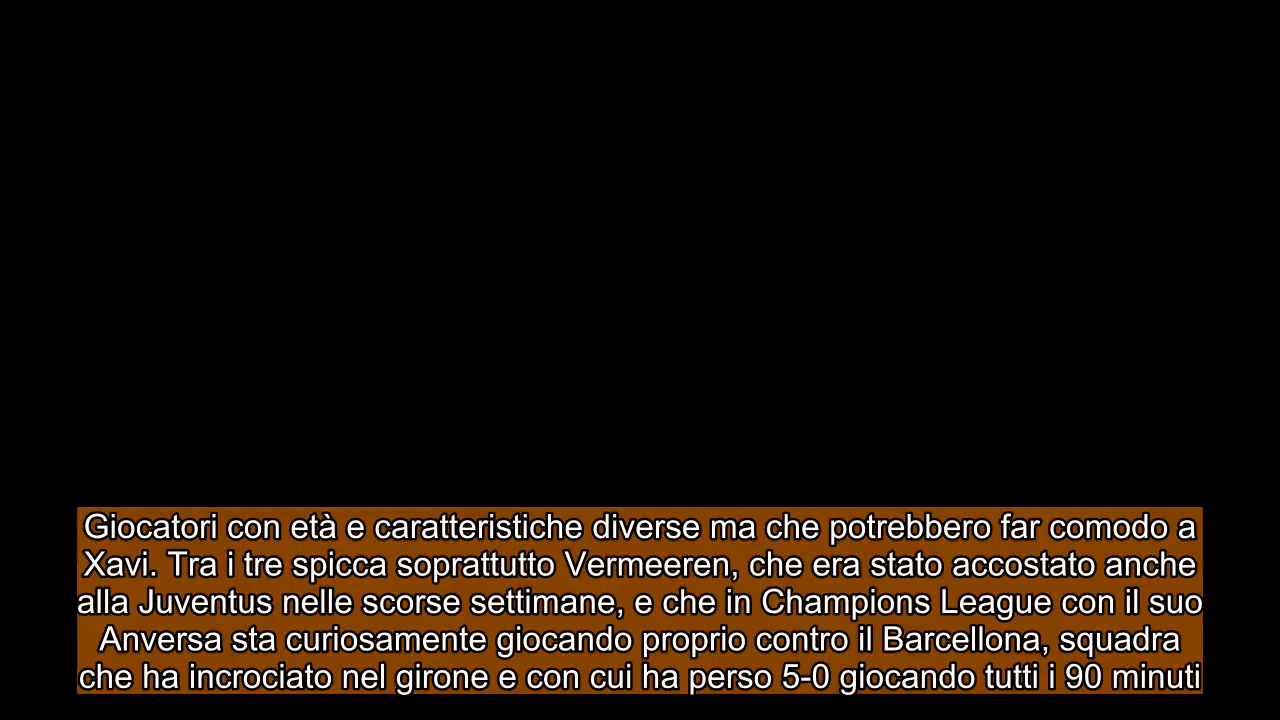 Giocatori con età e caratteristiche diverse ma che potrebbero far comodo a
Xavi. Tra i tre spicca soprattutto Vermeeren, che era stato accostato anche
alla Juventus nelle scorse settimane, e che in Champions League con il suo
Anversa sta curiosamente giocando proprio contro il Barcellona, squadra
che ha incrociato nel girone e con cui ha perso 5-0 giocando tutti i 90 minuti